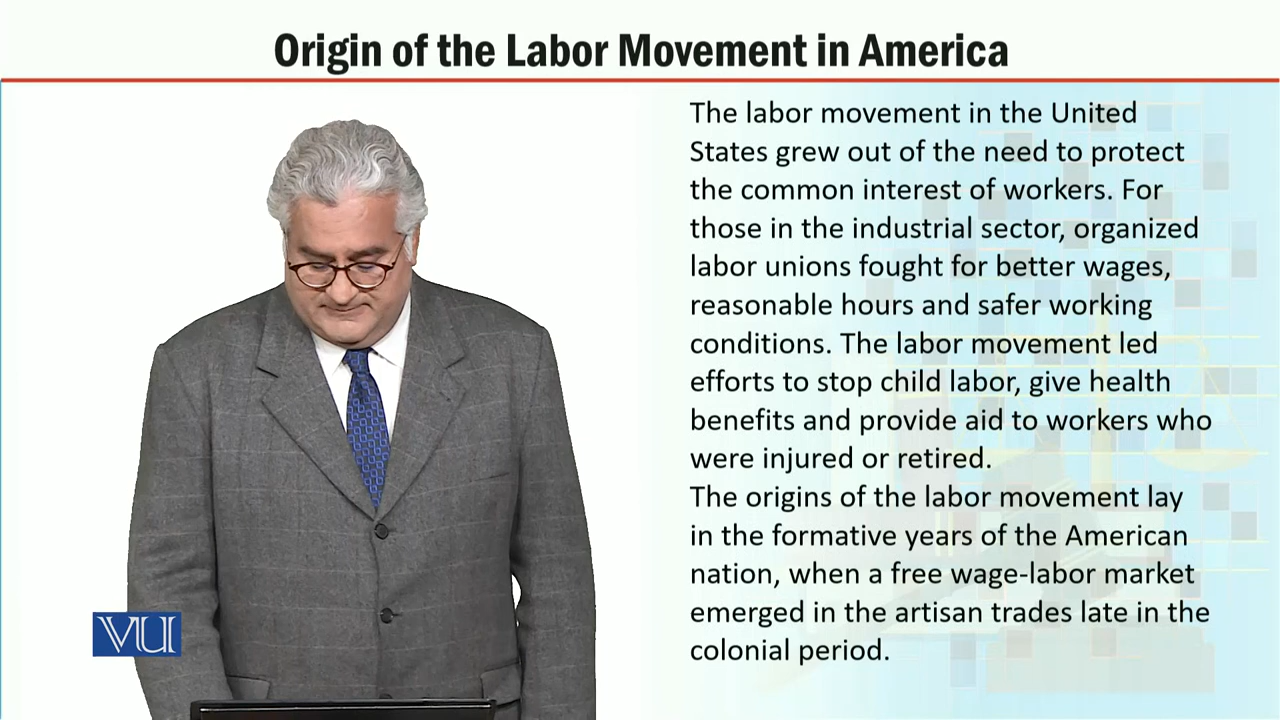 Origin of the Labor Movement in America
The labor movement in the United
States grew out of the need to protect
the common interest of workers. For
those in the industrial sector, organized
labor unions fought for better wages,
reasonable hours and safer working
conditions. The labor movement led
efforts to stop child labor, give health
benefits and provide aid to workers who
were injured or retired.
The origins of the labor movement lay
in the formative years of the American
nation, when a free wage-labor market
emerged in the artisan trades late in the
colonial period.
VU